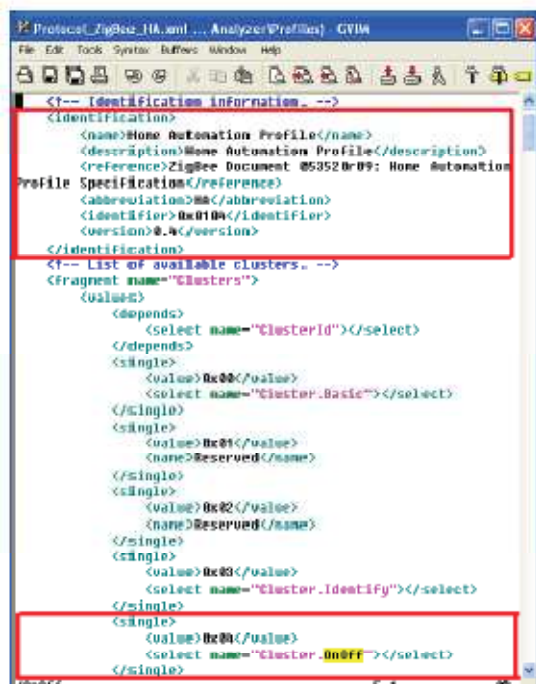 Protocol_ZigBee_HA.xml ... Analyzer\Profiles) - GVIM
File Edit Tools Syntax Buffers Window Help
<!-- Identification information. -->
<identification>
<name>Home Automation Profile</name>
<description>Home Automation Profile</description>
<reference>ZigBee Document 053520r09: Home Automation
Profile Specification</reference>
<abbreviation>HA</abbreviation>
<identifier>0x0104</identifier>
<version>0.4</version>
</identification>
<!-- List of available clusters. -->
<fragment name="Clusters">
<values>
<depends>
<select name="ClusterId"></select>
</depends>
<single>
<value>0x00</value>
<select name="Cluster.Basic"></select>
</single>
<single>
<value>0x01</value>
<name>Reserved</name>
</single>
<single>
<value>0x02</value>
<name>Reserved</name>
</single>
<single>
<value>0x03</value>
<select name="Cluster.Identify"></select>
</single>
<single>
<value>0x04</value>
<select name="Cluster.OnOff"></select>
</single>